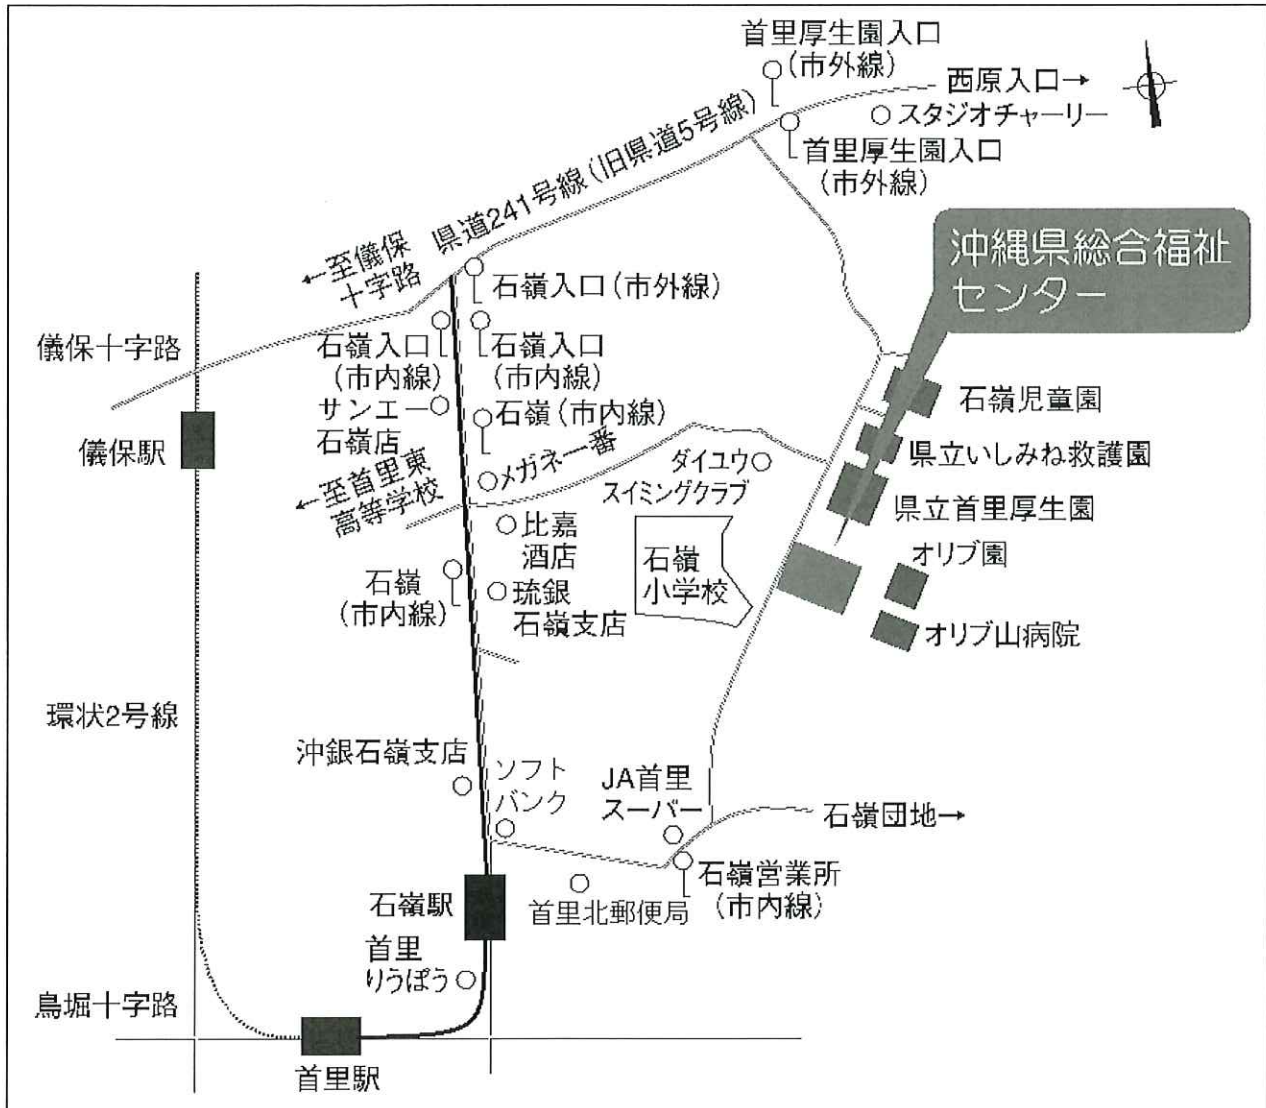 首里厚生園入口
(市外線)
西原入口→
スタジオチャーリー
首里厚生園入口
(市外線)
県道241号線(旧県道5号線)
←至儀保
十字路
沖縄県総合福祉
センター
石嶺入口(市外線)
儀保十字路
石嶺入口
(市内線)
石嶺入口
(市内線)
サンエー
石嶺店
石嶺(市内線)
石嶺児童園
儀保駅
メガネ一番
ダイユウ
スイミングクラブ
県立いしみね救護園
←至首里東
高等学校
県立首里厚生園
比嘉
酒店
石嶺
小学校
オリブ園
石嶺
(市内線)
琉銀
石嶺支店
オリブ山病院
環状2号線
沖銀石嶺支店
ソフト
バンク
JA首里
スーパー
石嶺団地→
石嶺駅
首里北郵便局
石嶺営業所
(市内線)
首里
りうぼう
鳥堀十字路
首里駅